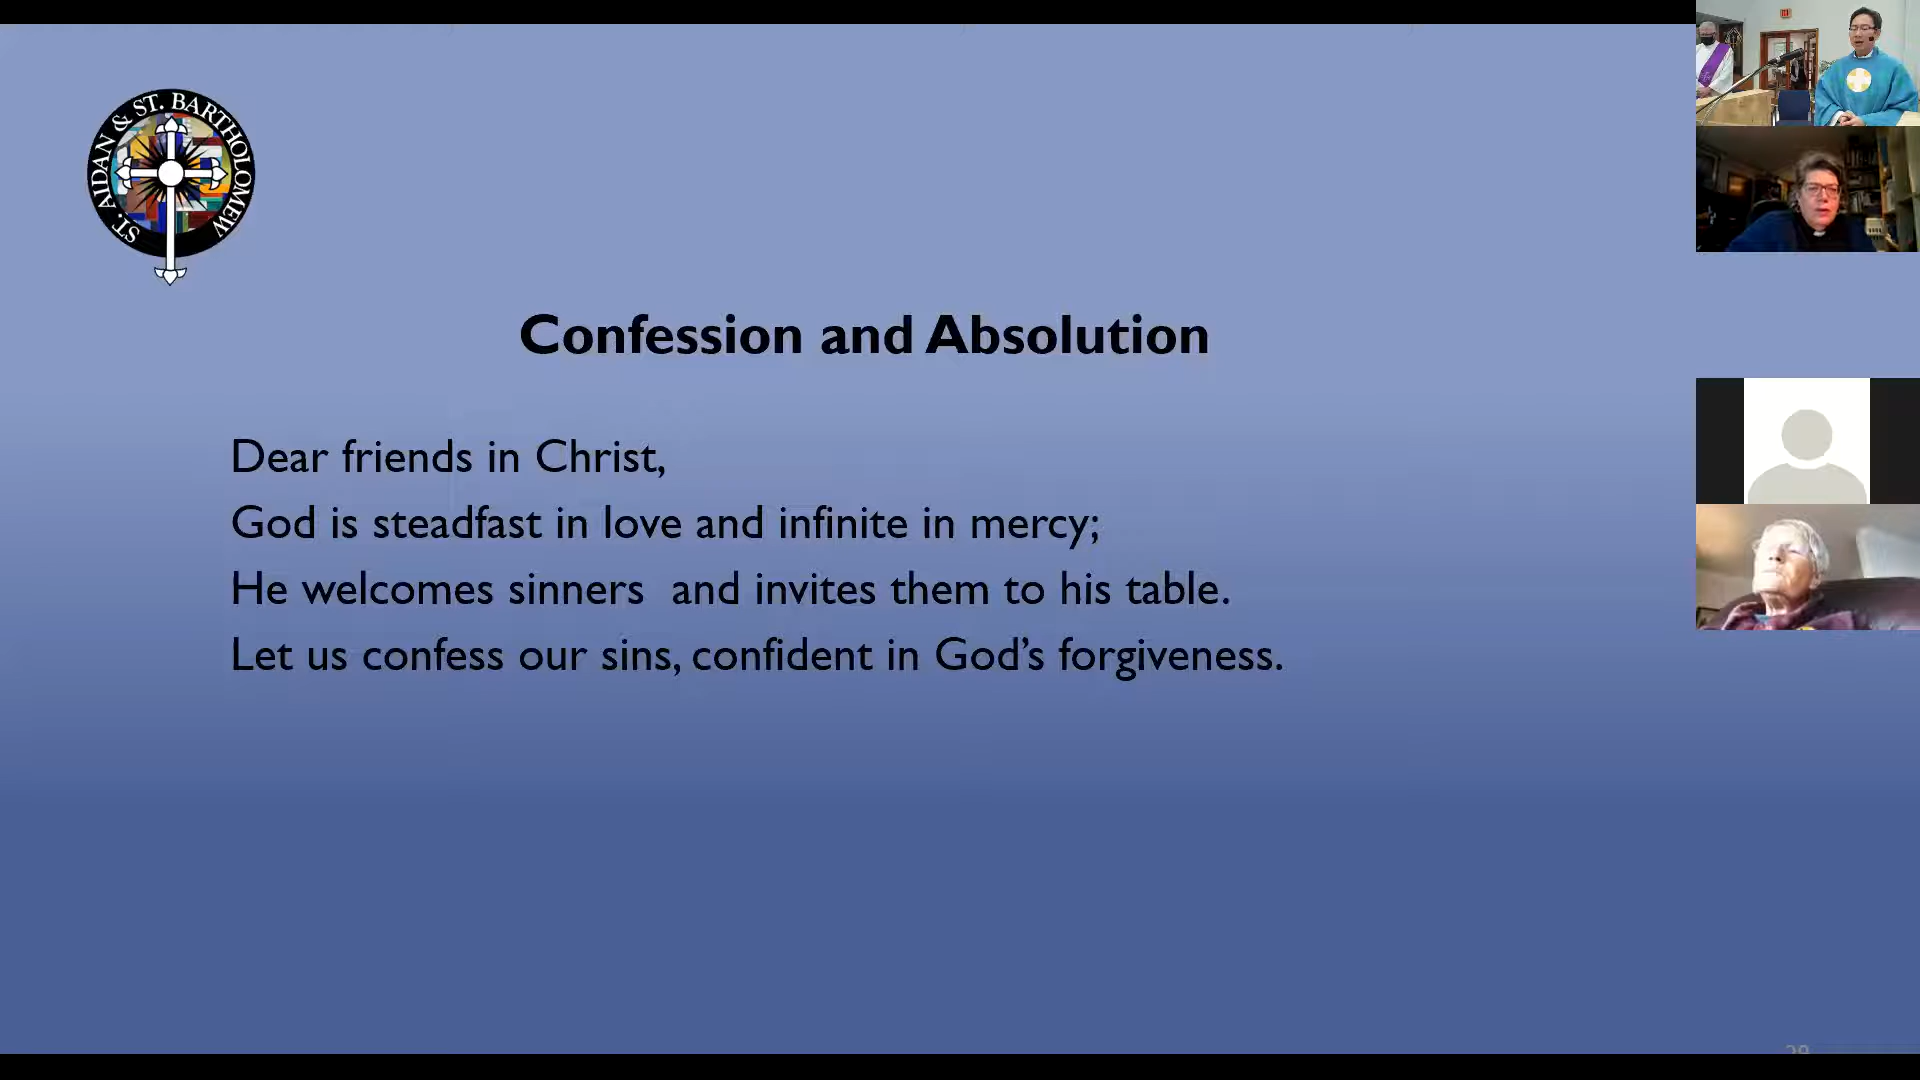 ST. AIDAN & ST. BARTHOLOMEW
Confession and Absolution
Dear friends in Christ,
God is steadfast in love and infinite in mercy;
He welcomes sinners  and invites them to his table.
Let us confess our sins, confident in God’s forgiveness.